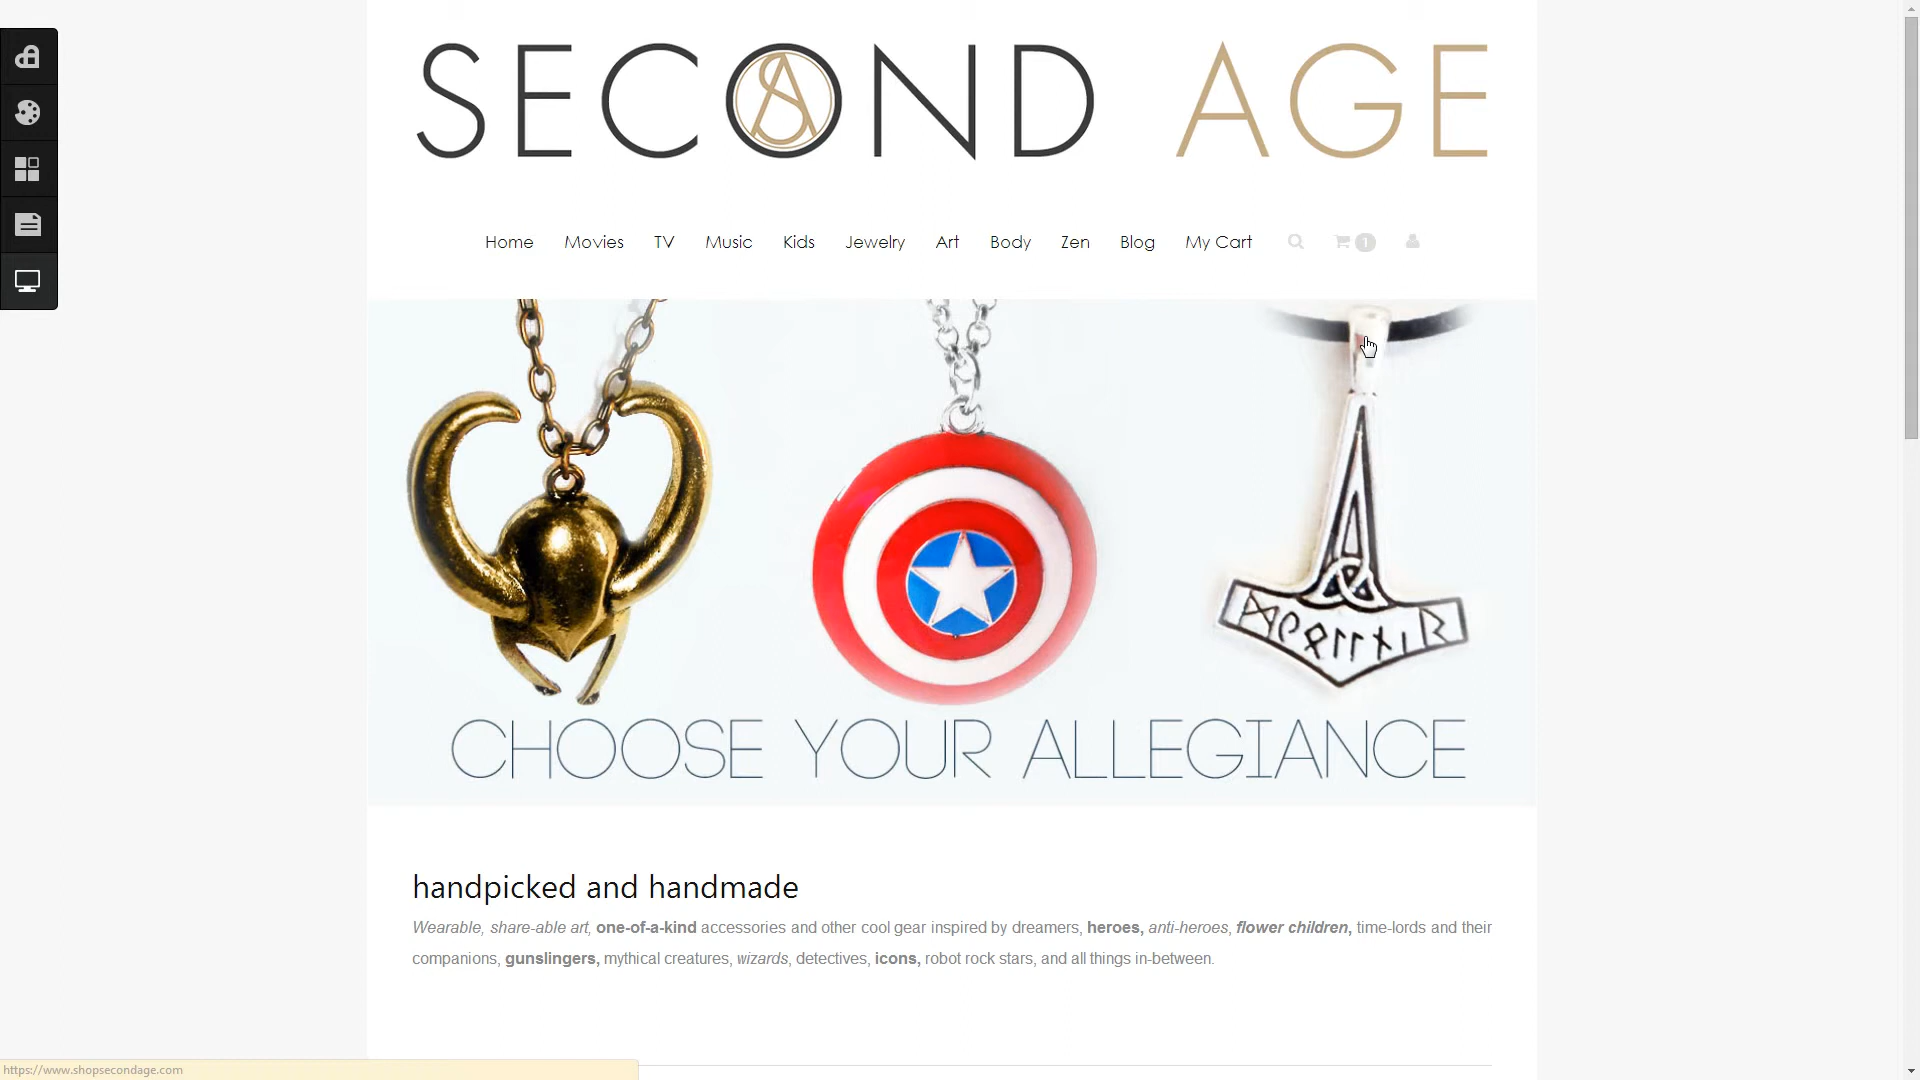 SECOND AGE
Home Movies TV Music Kids Jewelry Art Body Zen Blog My Cart 1
CHOOSE YOUR ALLEGIANCE
handpicked and handmade
Wearable, share-able art, one-of-a-kind accessories and other cool gear inspired by dreamers, heroes, anti-heroes, flower children, time-lords and their
companions, gunslingers, mythical creatures, wizards, detectives, icons, robot rock stars, and all things in-between.
https://www.shopsecondage.com